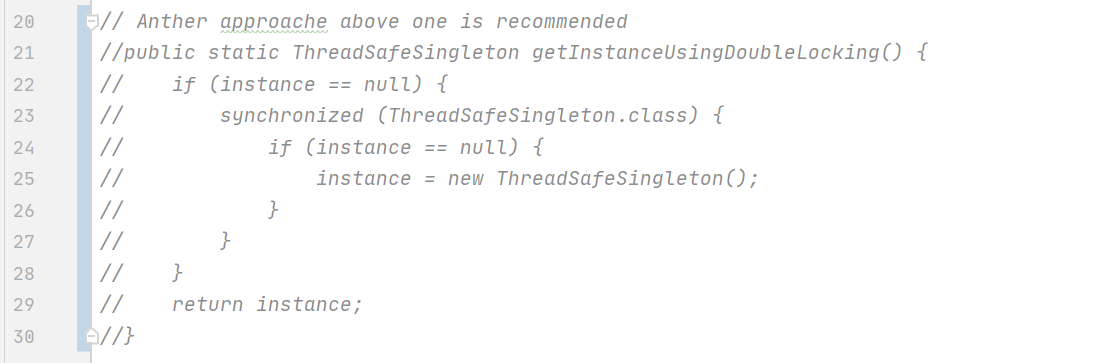 20 // Anther approache above one is recommended
21 //public static ThreadSafeSingleton getInstanceUsingDoubleLocking() {
22 //    if (instance == null) {
23 //        synchronized (ThreadSafeSingleton.class) {
24 //            if (instance == null) {
25 //                instance = new ThreadSafeSingleton();
26 //            }
27 //        }
28 //    }
29 //    return instance;
30 //}